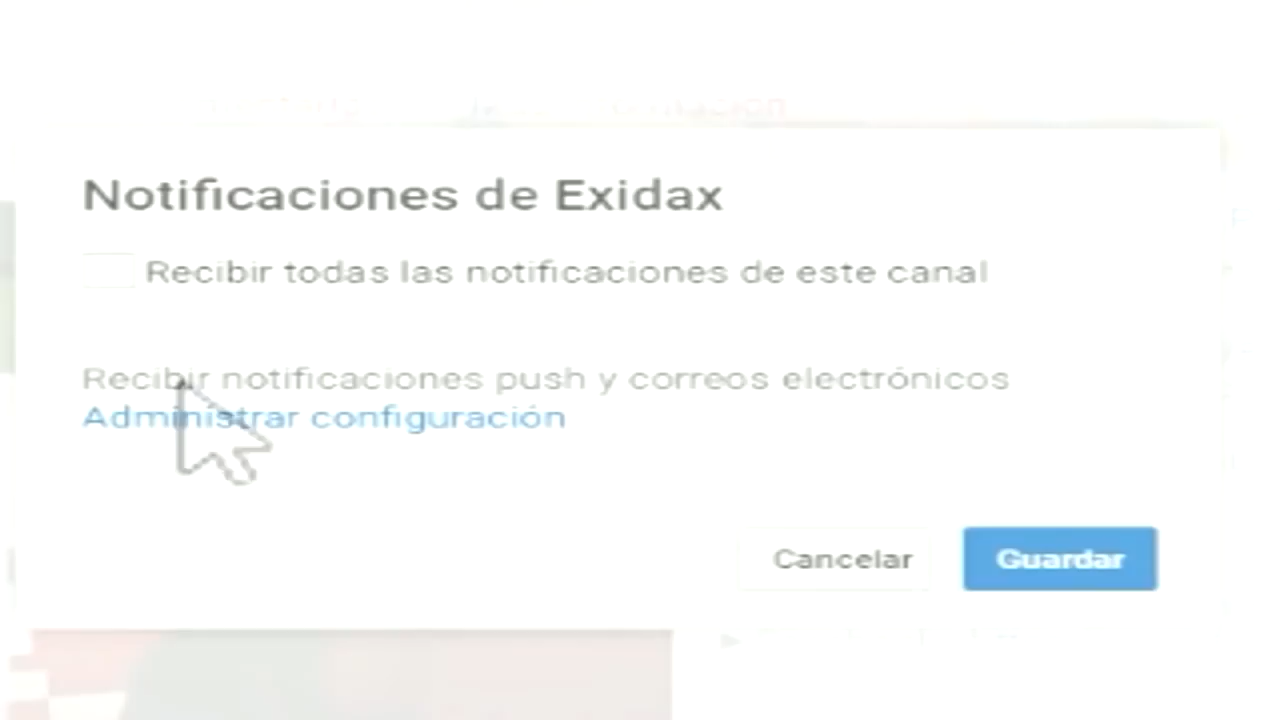 Notificaciones de Exidax
Recibir todas las notificaciones de este canal
Recibir notificaciones push y correos electrónicos
Administrar configuración
Cancelar
Guardar